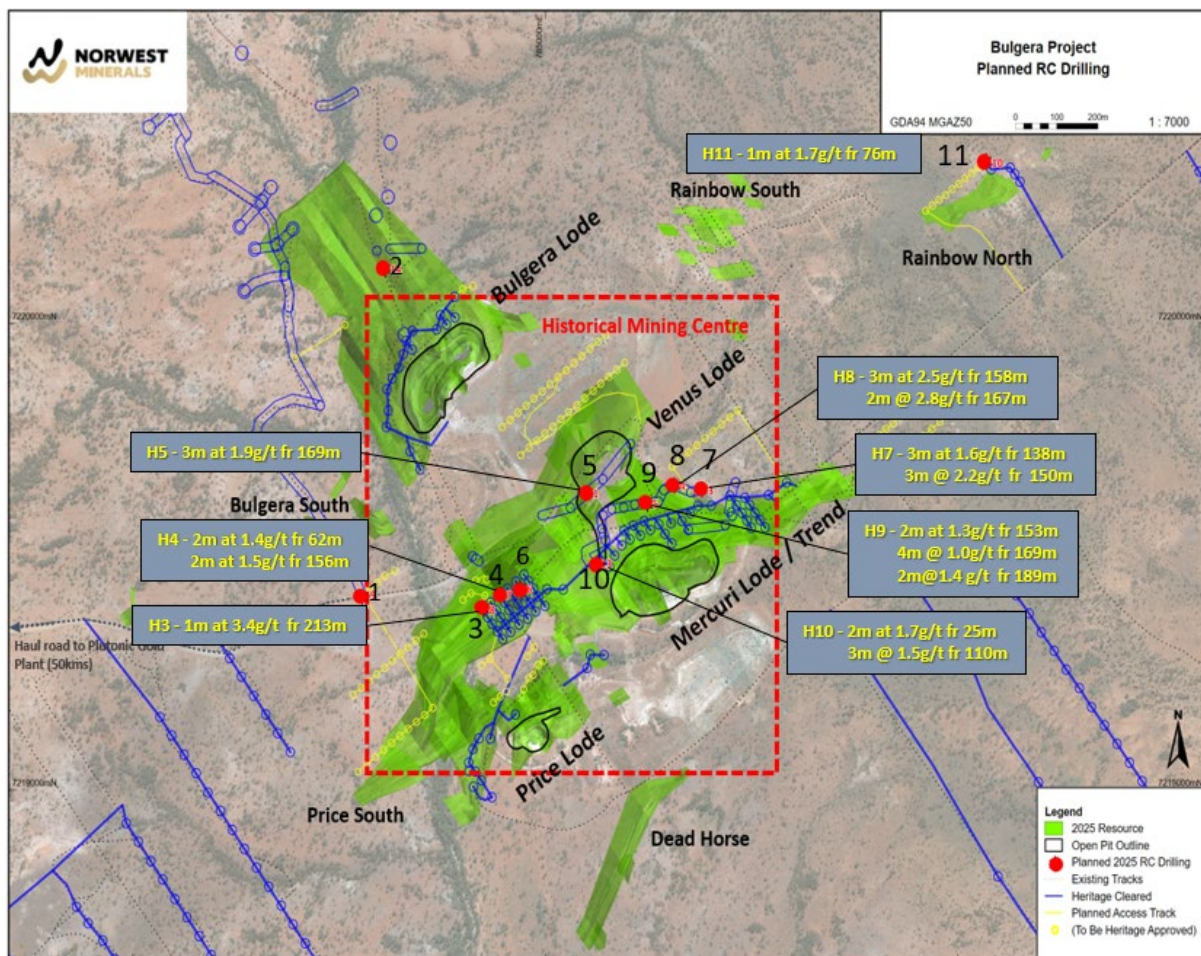 NORWEST
MINERALS
Bulgera Project
Planned RC Drilling
GDA94 MGAZ50
0 100 200m
1 : 7000
H11 - 1m at 1.7g/t fr 76m
11
Rainbow South
Rainbow North
2
Bulgera Lode
7220000mN
7220000mN
Historical Mining Centre
Venus Lode
H8 - 3m at 2.5g/t fr 158m
2m @ 2.8g/t fr 167m
H5 - 3m at 1.9g/t fr 169m
5
9
8
7
H7 - 3m at 1.6g/t fr 138m
3m @ 2.2g/t fr 150m
Bulgera South
H4 - 2m at 1.4g/t fr 62m
2m at 1.5g/t fr 156m
H9 - 2m at 1.3g/t fr 153m
4m @ 1.0g/t fr 169m
2m@1.4 g/t fr 189m
6
4
10
1
3
Mercuri Lode / Trend
H3 - 1m at 3.4g/t fr 213m
H10 - 2m at 1.7g/t fr 25m
3m @ 1.5g/t fr 110m
Haul road to Plutonic Gold
Plant (50kms)
N
Price Lode
7219000mN
7219000mN
Price South
Dead Horse
Legend
2025 Resource
Open Pit Outline
Planned 2025 RC Drilling
Existing Tracks
Heritage Cleared
Planned Access Track
(To Be Heritage Approved)